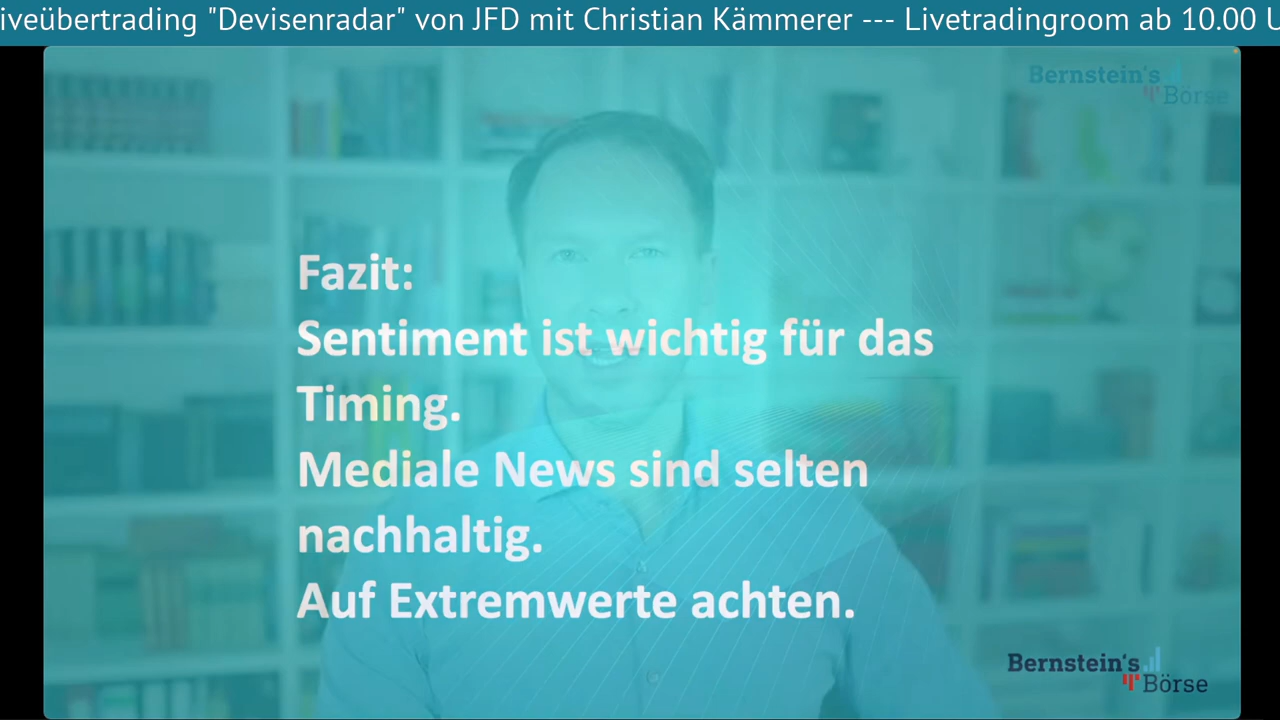 iveübertrading "Devisenradar" von JFD mit Christian Kämmerer --- Livetradingroom ab 10.00 U
Bernstein's
Börse
Fazit:
Sentiment ist wichtig für das
Timing.
Mediale News sind selten
nachhaltig.
Auf Extremwerte achten.
Bernstein's
Börse